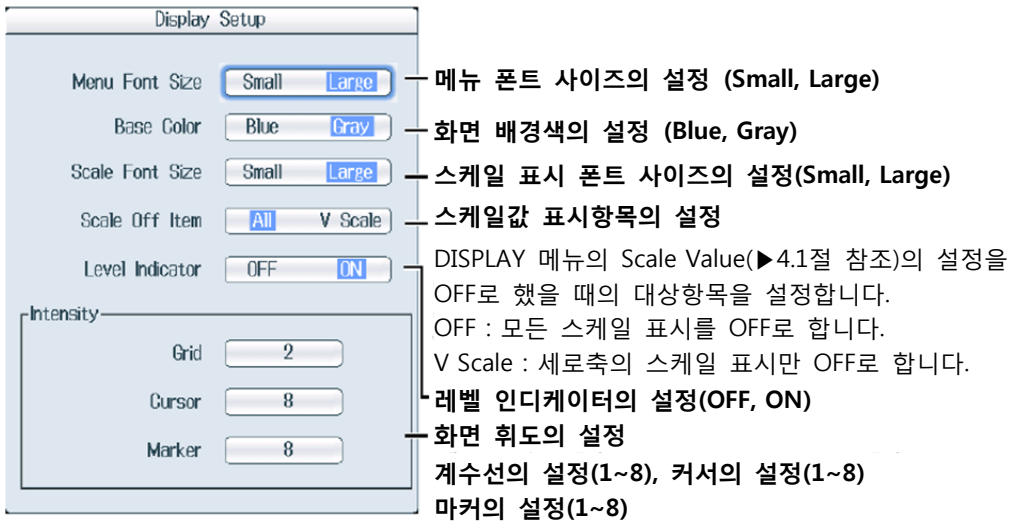 Display Setup
Menu Font Size Small Large
메뉴 폰트 사이즈의 설정 (Small, Large)
Base Color Blue Gray
화면 배경색의 설정 (Blue, Gray)
Scale Font Size Small Large
스케일 표시 폰트 사이즈의 설정(Small, Large)
Scale Off Item All V Scale
스케일값 표시항목의 설정
DISPLAY 메뉴의 Scale Value(▶4.1절 참조)의 설정을
OFF로 했을 때의 대상항목을 설정합니다.
OFF : 모든 스케일 표시를 OFF로 합니다.
V Scale : 세로축의 스케일 표시만 OFF로 합니다.
Level Indicator OFF ON
레벨 인디케이터의 설정(OFF, ON)
Intensity
Grid 2
Cursor 8
Marker 8
화면 휘도의 설정
계수선의 설정(1~8), 커서의 설정(1~8)
마커의 설정(1~8)